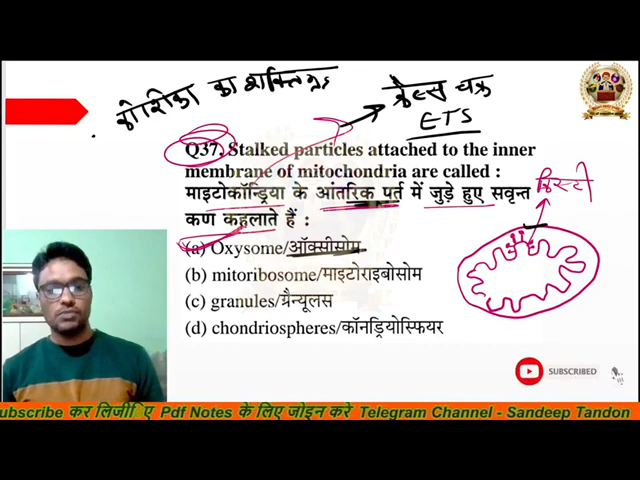 कोशिका का शक्तिगृह
क्रेब्स चक्र
ETS
Q37. Stalked particles attached to the inner
membrane of mitochondria are called :
माइटोकॉन्ड्रिया के आंतरिक पर्त में जुड़े हुए सवृन्त
कण कहलाते हैं :
क्रिस्टी
(a) Oxysome/ऑक्सीसोम
(b) mitoribosome/माइटोराइबोसोम
(c) granules/ग्रैन्यूलस
(d) chondriospheres/कॉनड्रियोस्फियर
SUBSCRIBED
ubscribe कर लिजीिए Pdf Notes के लिए जोइन करे Telegram Channel - Sandeep Tandon